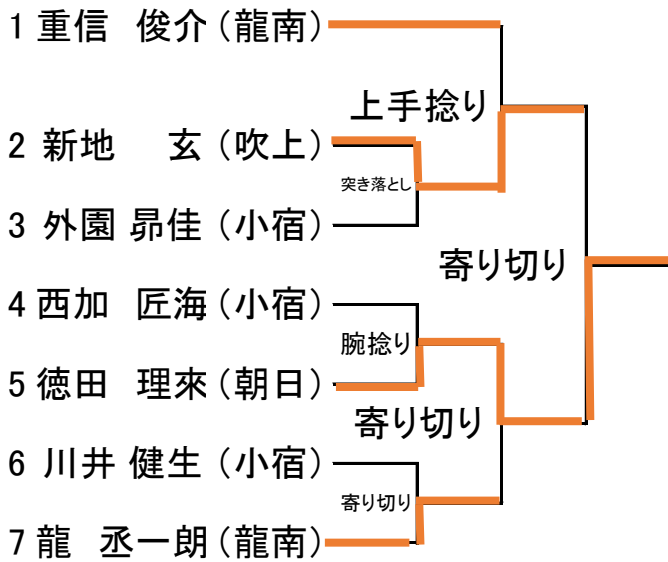 1 重信 俊介(龍南)
上手捻り
2 新地 玄(吹上)
突き落とし
3 外園 昴佳(小宿)
寄り切り
4 西加 匠海(小宿)
腕捻り
5 徳田 理來(朝日)
寄り切り
6 川井 健生(小宿)
寄り切り
7 龍 丞一朗(龍南)